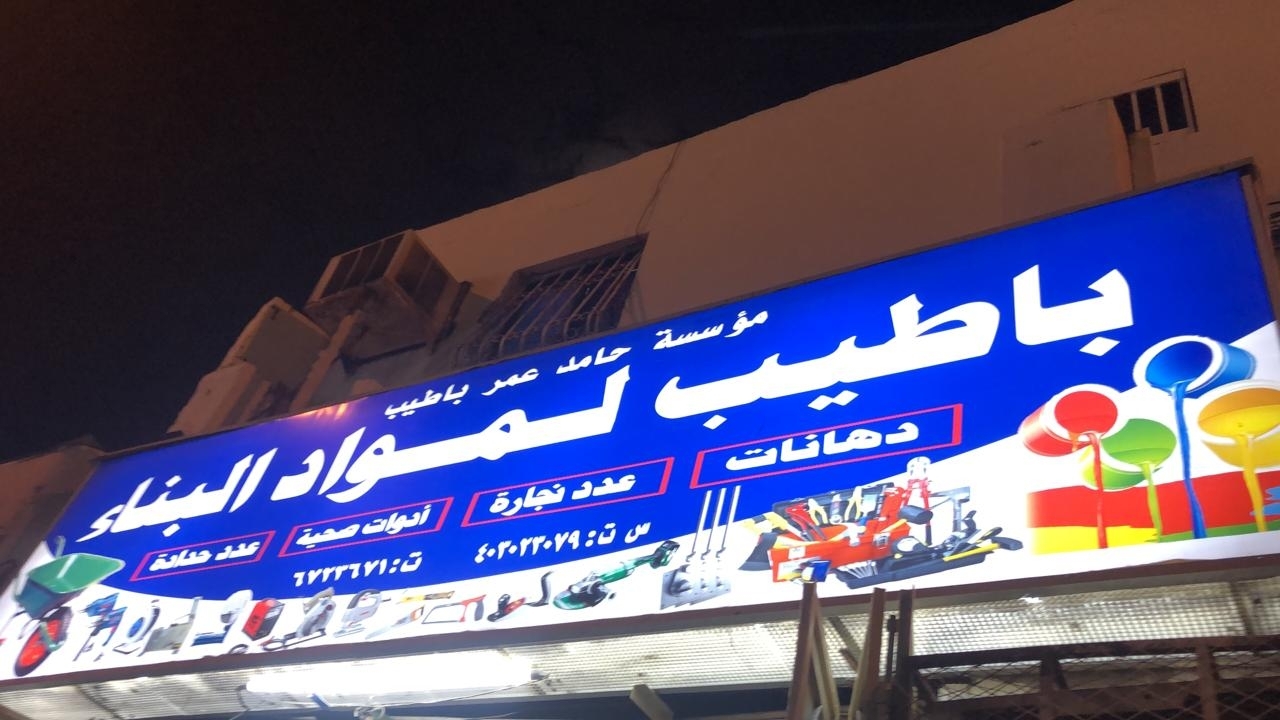 مؤسسة حامد عمر باطيب
باطيب لمواد البناء
دهانات عدد نجارة أدوات صحية عدد حدادة
س ت : ٤٠٣٠٢٣٠٧٩ ت : ٦٧٢٣٦٧١